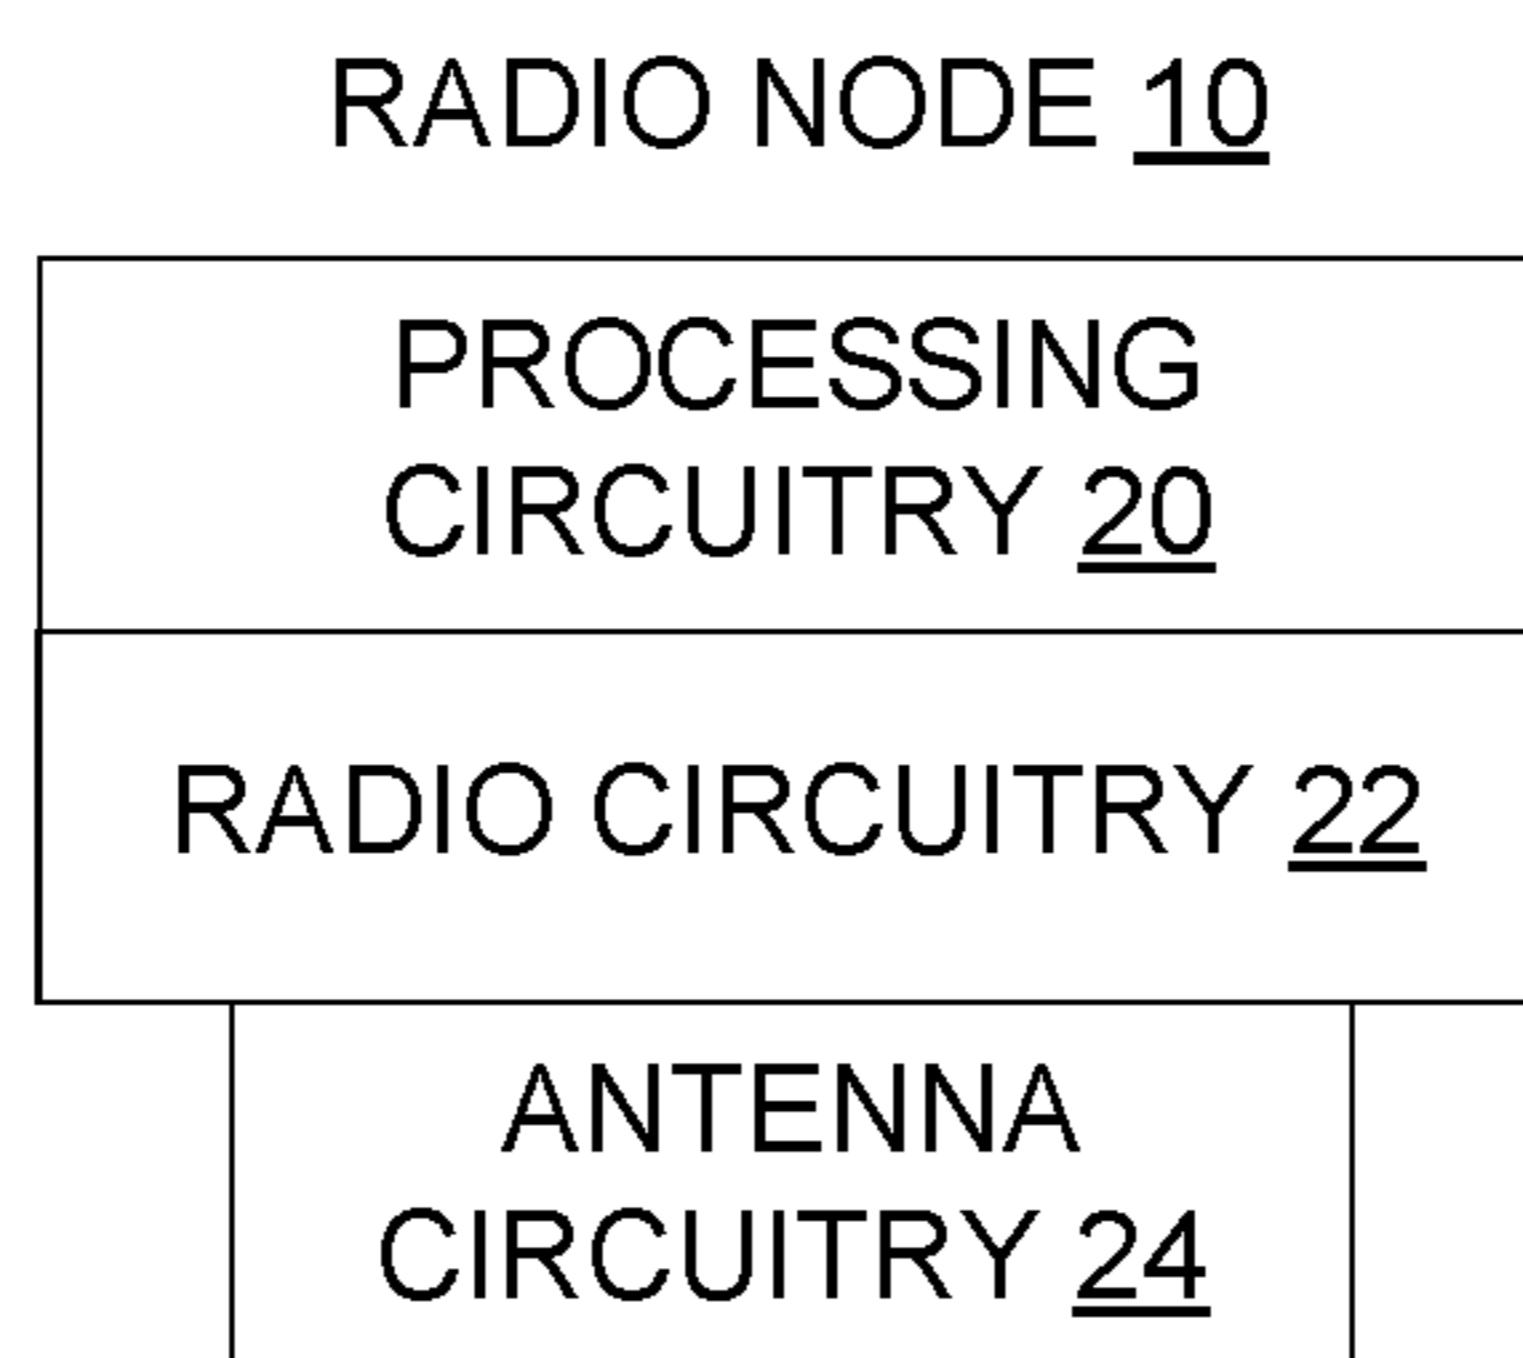 RADIO NODE 10
PROCESSING
CIRCUITRY 20
RADIO CIRCUITRY 22
ANTENNA
CIRCUITRY 24